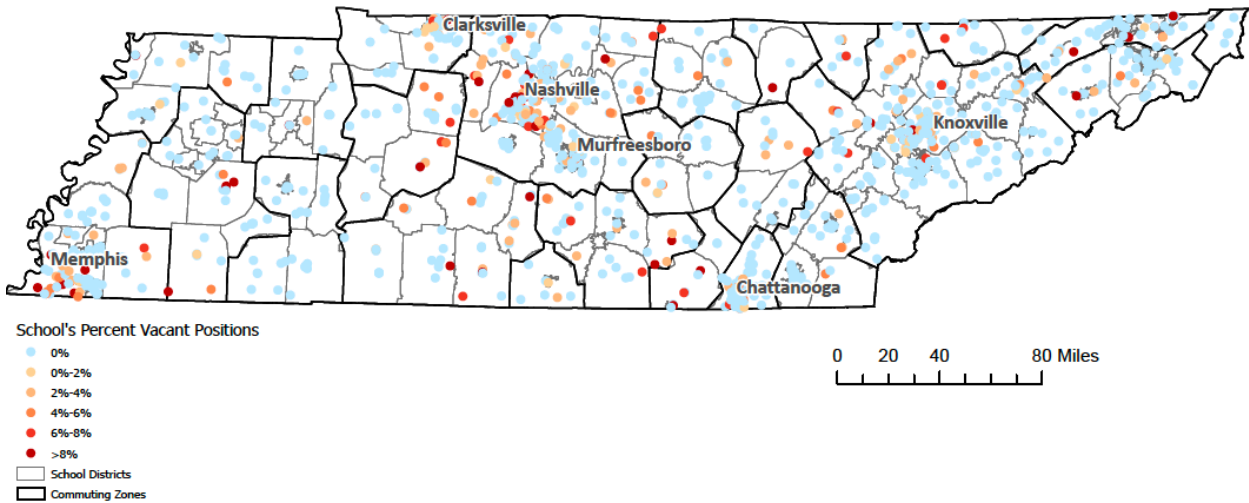 Clarksville
Nashville
Knoxville
Murfreesboro
Memphis
Chattanooga
School's Percent Vacant Positions
0%
0%-2%
2%-4%
4%-6%
6%-8%
>8%
School Districts
Commuting Zones
0 20 40 80 Miles